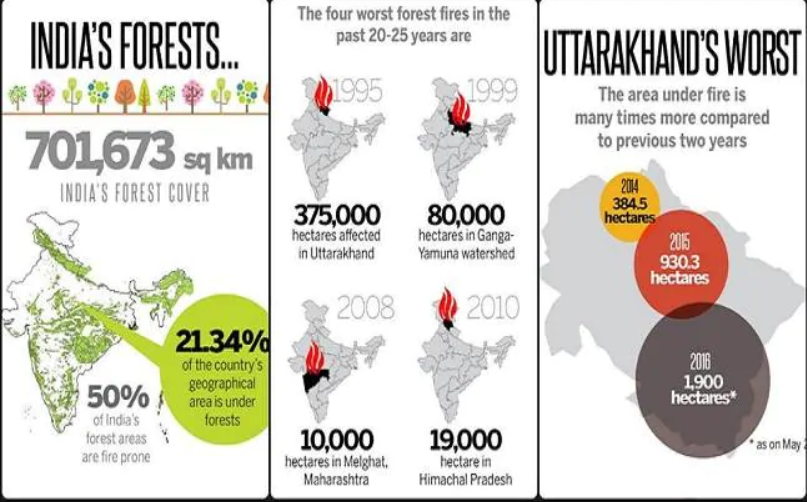 INDIA'S FORESTS...
701,673 sq km
INDIA'S FOREST COVER
21.34%
of the country's
geographical
area is under
forests
50%
of India's
forest areas
are fire prone
The four worst forest fires in the
past 20-25 years are
1995
375,000
hectares affected
in Uttarakhand
1999
80,000
hectares in Ganga-
Yamuna watershed
2008
10,000
hectares in Melghat,
Maharashtra
2010
19,000
hectare in
Himachal Pradesh
UTTARAKHAND'S WORST
The area under fire is
many times more compared
to previous two years
2014
384.5
hectares
2015
930.3
hectares
2016
1,900
hectares*
* as on May 2